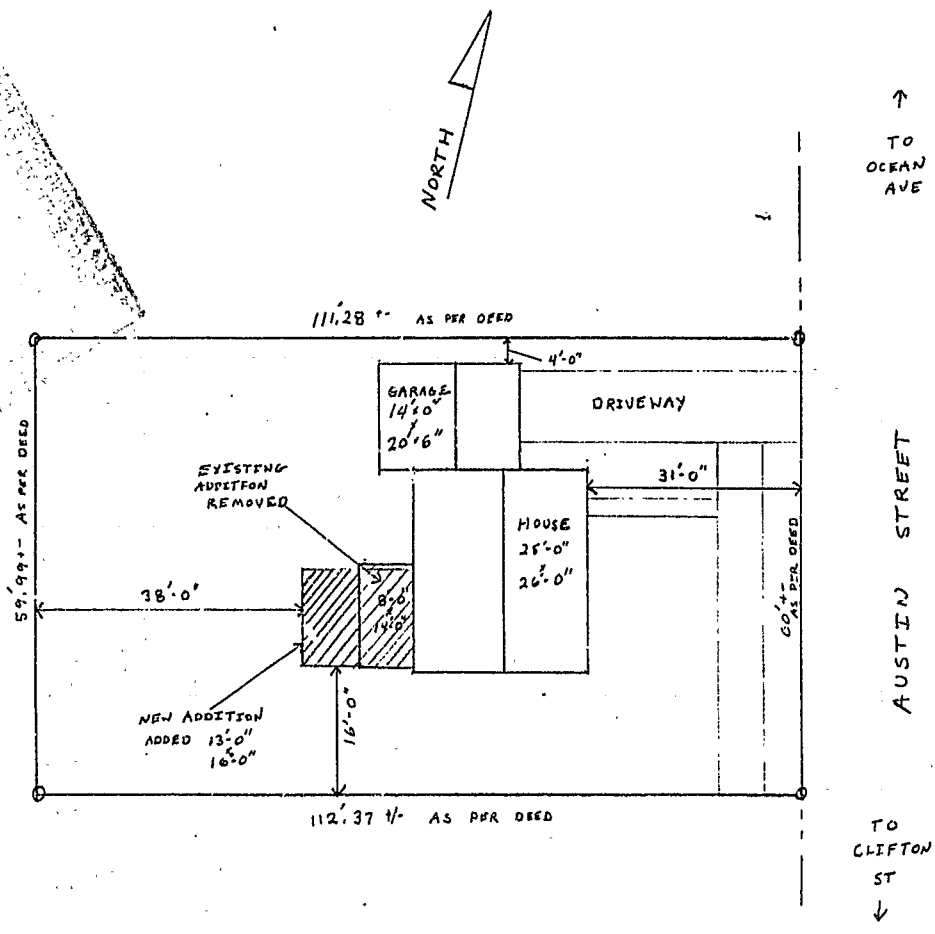 NORTH
↑
TO
OCEAN
AVE
111.28 +- AS PER DEED
4'-0"
GARAGE
14'-0"
x
20'-6"
DRIVEWAY
EXISTING
ADDITION
REMOVED
31'-0"
HOUSE
26'-0"
8'-0"
x
14'-0"
38'-0"
59'.99+- AS PER DEED
60'+-
AS PER DEED
AUSTIN STREET
NEW ADDITION
ADDED 13'-0"
x
16'-0"
16'-0"
112'.37 +/- AS PER DEED
TO
CLIFTON
ST
↓